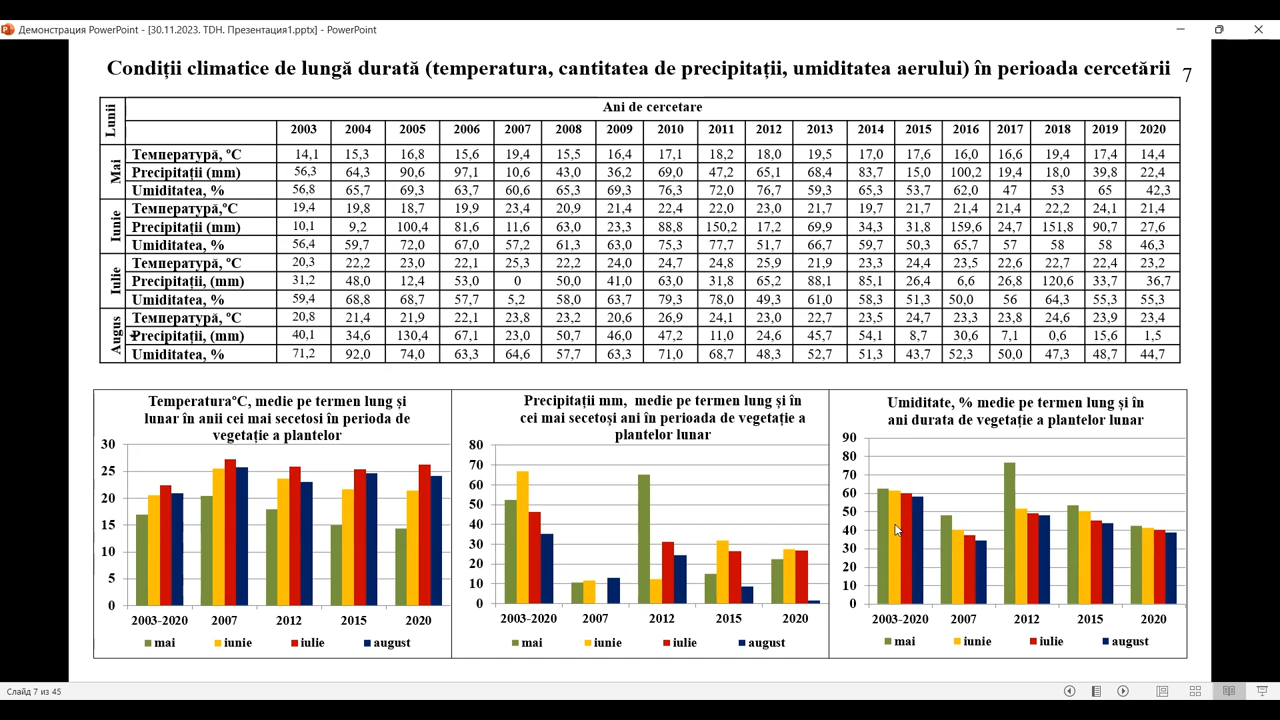 Демонстрация PowerPoint - [30.11.2023. TDH. Презентация1.pptx] - PowerPoint
Condiții climatice de lungă durată (temperatura, cantitatea de precipitații, umiditatea aerului) în perioada cercetării 7
Lunii Ani de cercetare
2003 2004 2005 2006 2007 2008 2009 2010 2011 2012 2013 2014 2015 2016 2017 2018 2019 2020
Mai
Температură, ºC 14,1 15,3 16,8 15,6 19,4 15,5 16,4 17,1 18,2 18,0 19,5 17,0 17,6 16,0 16,6 19,4 17,4 14,4
Precipitații (mm) 56,3 64,3 90,6 97,1 10,6 43,0 36,2 69,0 47,2 65,1 68,4 83,7 15,0 100,2 19,4 18,0 39,8 22,4
Umiditatea, % 56,8 65,7 69,3 63,7 60,6 65,3 69,3 76,3 72,0 76,7 59,3 65,3 53,7 62,0 47 53 65 42,3
Iunie
Температură,ºC 19,4 19,8 18,7 19,9 23,4 20,9 21,4 22,4 22,0 23,0 21,7 19,7 21,7 21,4 21,4 22,2 24,1 21,4
Precipitații (mm) 10,1 9,2 100,4 81,6 11,6 63,0 23,3 88,8 150,2 17,2 69,9 34,3 31,8 159,6 24,7 151,8 90,7 27,6
Umiditatea, % 56,4 59,7 72,0 67,0 57,2 61,3 63,0 75,3 77,7 51,7 66,7 59,7 50,3 65,7 57 58 58 46,3
Iulie
Температură, ºC 20,3 22,2 23,0 22,1 25,3 22,2 24,0 24,7 24,8 25,9 21,9 23,3 24,4 23,5 22,6 22,7 22,4 23,2
Precipitații, (mm) 31,2 48,0 12,4 53,0 0 50,0 41,0 63,0 31,8 65,2 88,1 85,1 26,4 6,6 26,8 120,6 33,7 36,7
Umiditatea, % 59,4 68,8 68,7 57,7 5,2 58,0 63,7 79,3 78,0 49,3 61,0 58,3 51,3 50,0 56 64,3 55,3 55,3
Augus
Температură, ºC 20,8 21,4 21,9 22,1 23,8 23,2 20,6 26,9 24,1 23,0 22,7 23,5 24,7 23,3 23,8 24,6 23,9 23,4
Precipitații, (mm) 40,1 34,6 130,4 67,1 23,0 50,7 46,0 47,2 11,0 24,6 45,7 54,1 8,7 30,6 7,1 0,6 15,6 1,5
Umiditatea, % 71,2 92,0 74,0 63,3 64,6 57,7 63,3 71,0 68,7 48,3 52,7 51,3 43,7 52,3 50,0 47,3 48,7 44,7
TemperaturaºC, medie pe termen lung și
lunar în anii cei mai secetosi în perioda de
vegetație a plantelor
30
25
20
15
10
5
0
2003-2020 2007 2012 2015 2020
mai iunie iulie august
Precipitații mm, medie pe termen lung și în
cei mai secetoși ani în perioada de vegetație a
plantelor lunar
80
70
60
50
40
30
20
10
0
2003-2020 2007 2012 2015 2020
mai iunie iulie august
Umiditate, % medie pe termen lung și în
ani durata de vegetație a plantelor lunar
90
80
70
60
50
40
30
20
10
0
2003-2020 2007 2012 2015 2020
mai iunie iulie august
Слайд 7 из 45